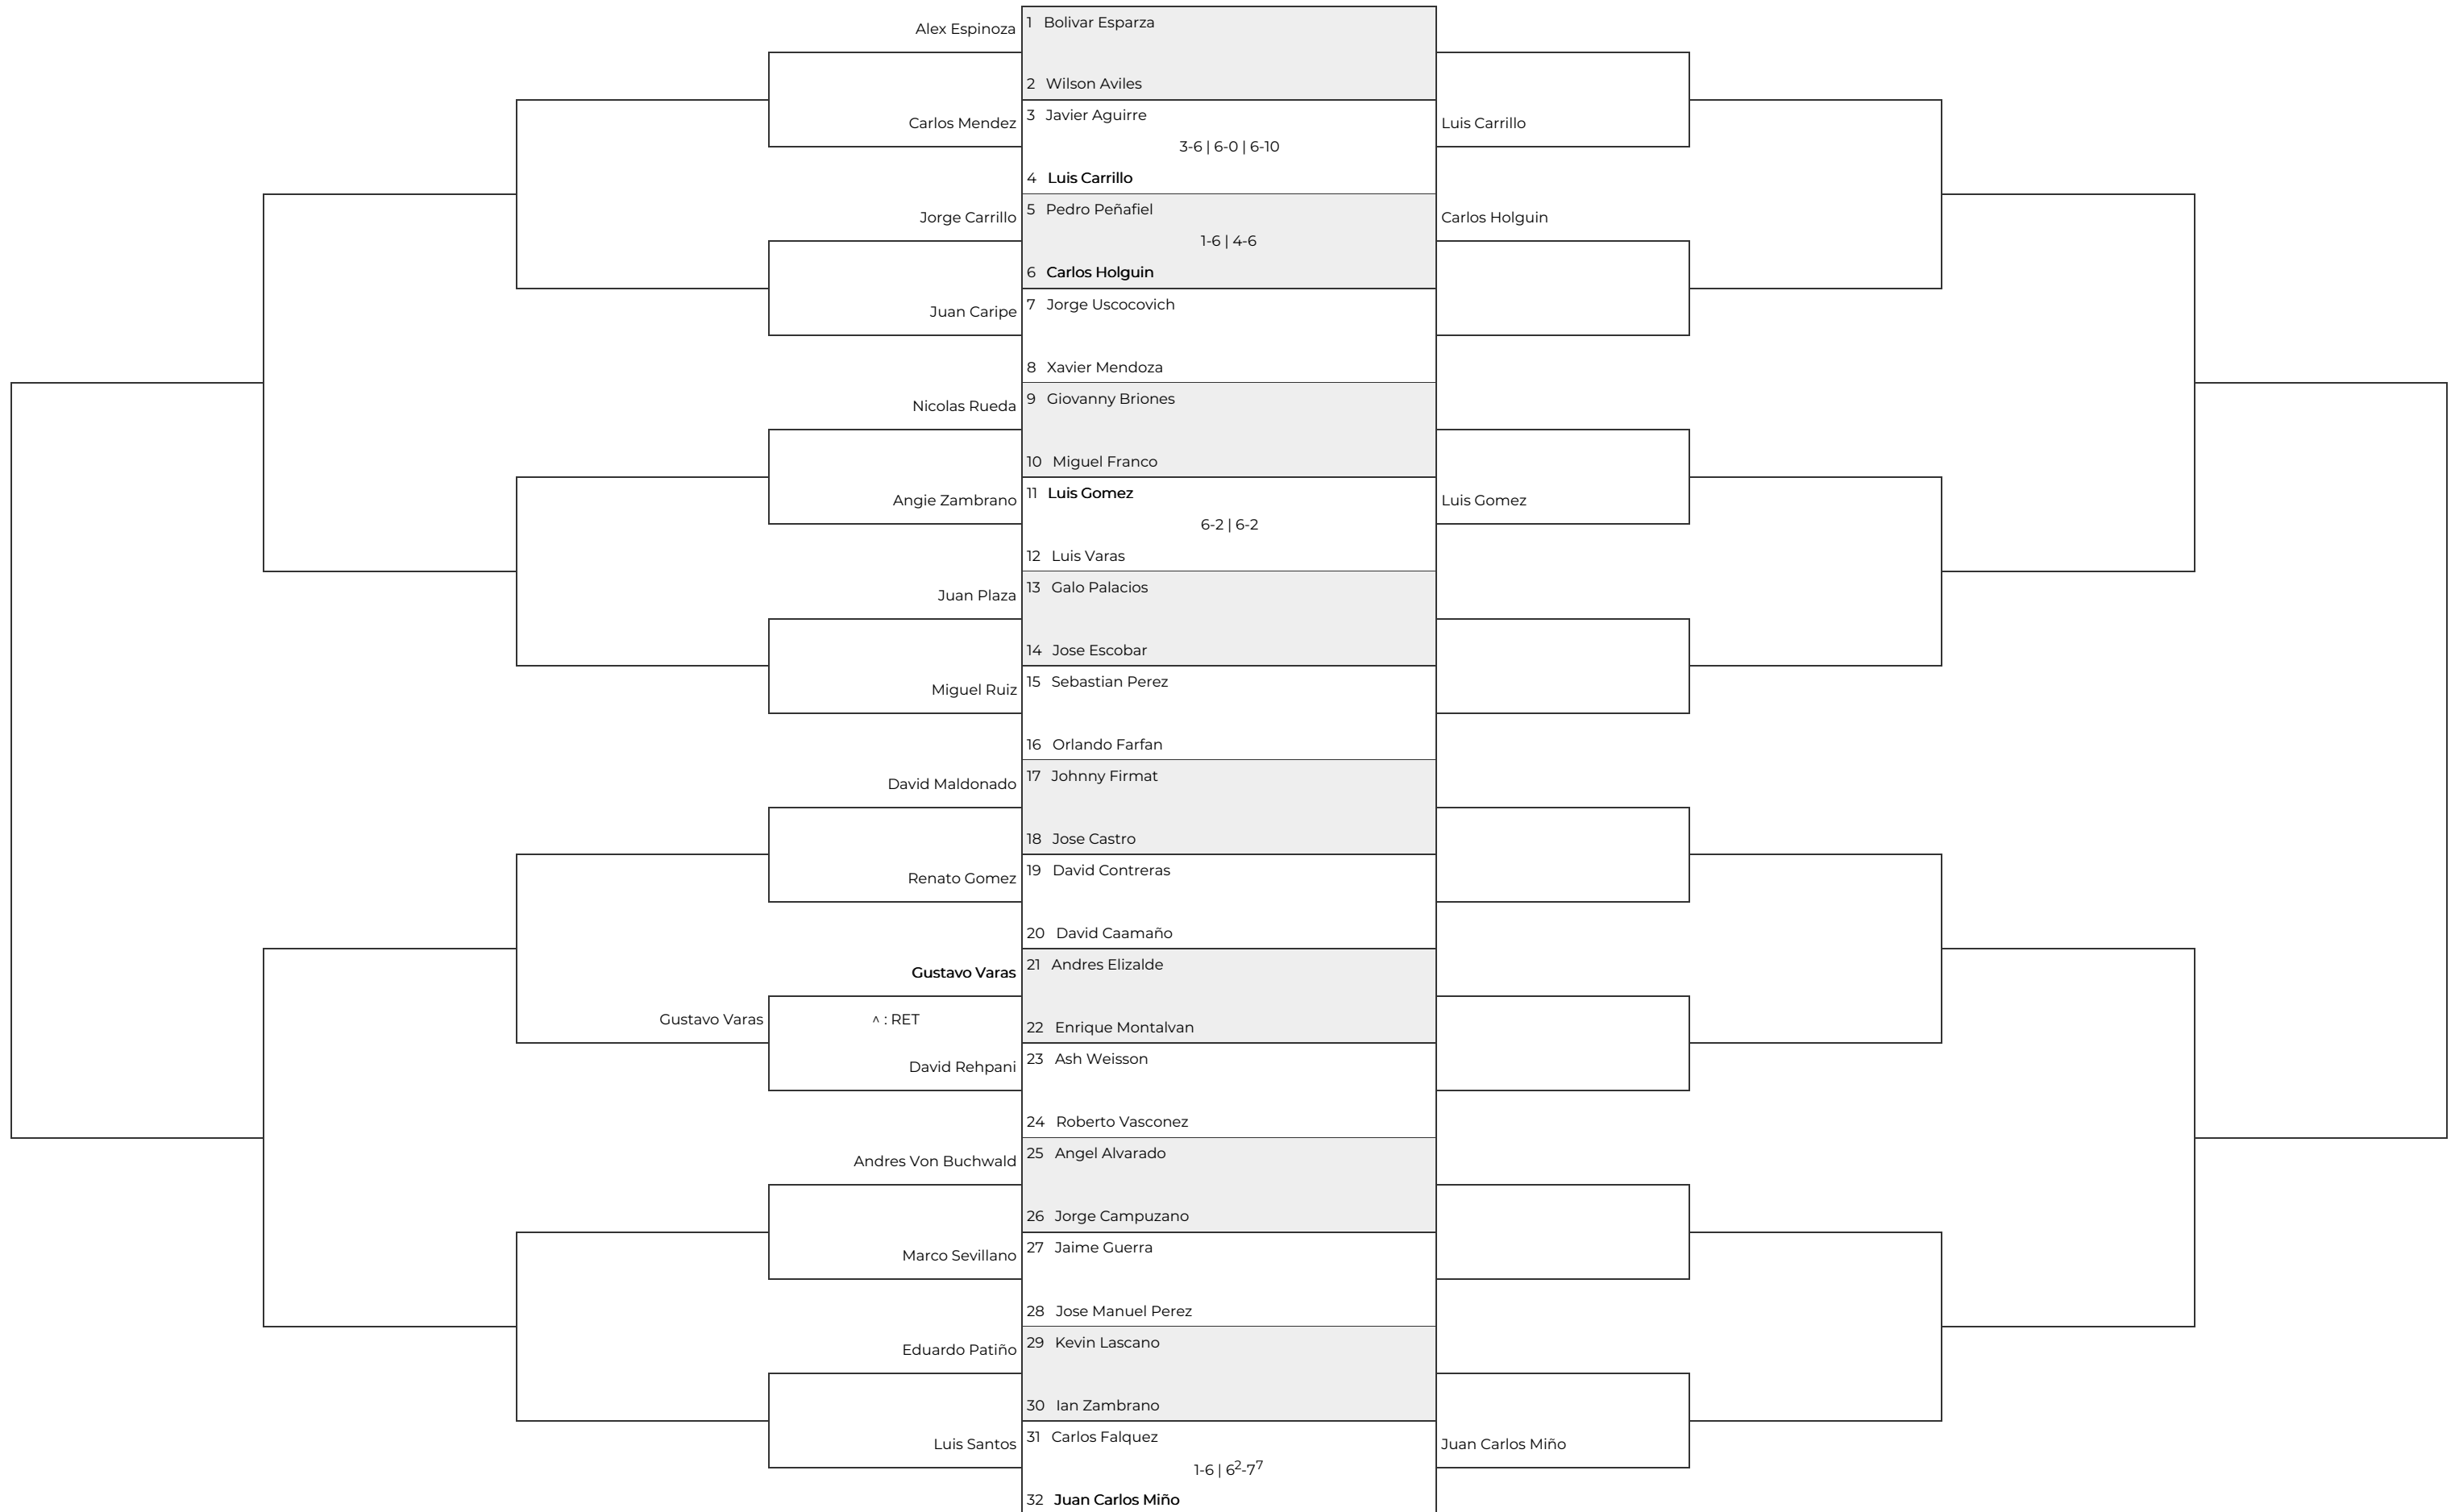 Alex Espinoza
1 Bolivar Esparza
2 Wilson Aviles
Carlos Mendez
3 Javier Aguirre
Luis Carrillo
3-6 | 6-0 | 6-10
4 Luis Carrillo
Jorge Carrillo
5 Pedro Peñafiel
Carlos Holguin
1-6 | 4-6
6 Carlos Holguin
Juan Caripe
7 Jorge Uscocovich
8 Xavier Mendoza
Nicolas Rueda
9 Giovanny Briones
10 Miguel Franco
Angie Zambrano
11 Luis Gomez
Luis Gomez
6-2 | 6-2
12 Luis Varas
Juan Plaza
13 Galo Palacios
14 Jose Escobar
Miguel Ruiz
15 Sebastian Perez
16 Orlando Farfan
David Maldonado
17 Johnny Firmat
18 Jose Castro
Renato Gomez
19 David Contreras
20 David Caamaño
Gustavo Varas
21 Andres Elizalde
Gustavo Varas
^ : RET
22 Enrique Montalvan
David Rehpani
23 Ash Weisson
24 Roberto Vasconez
Andres Von Buchwald
25 Angel Alvarado
26 Jorge Campuzano
Marco Sevillano
27 Jaime Guerra
28 Jose Manuel Perez
Eduardo Patiño
29 Kevin Lascano
30 Ian Zambrano
Luis Santos
31 Carlos Falquez
Juan Carlos Miño
1-6 | 6²-7⁷
32 Juan Carlos Miño